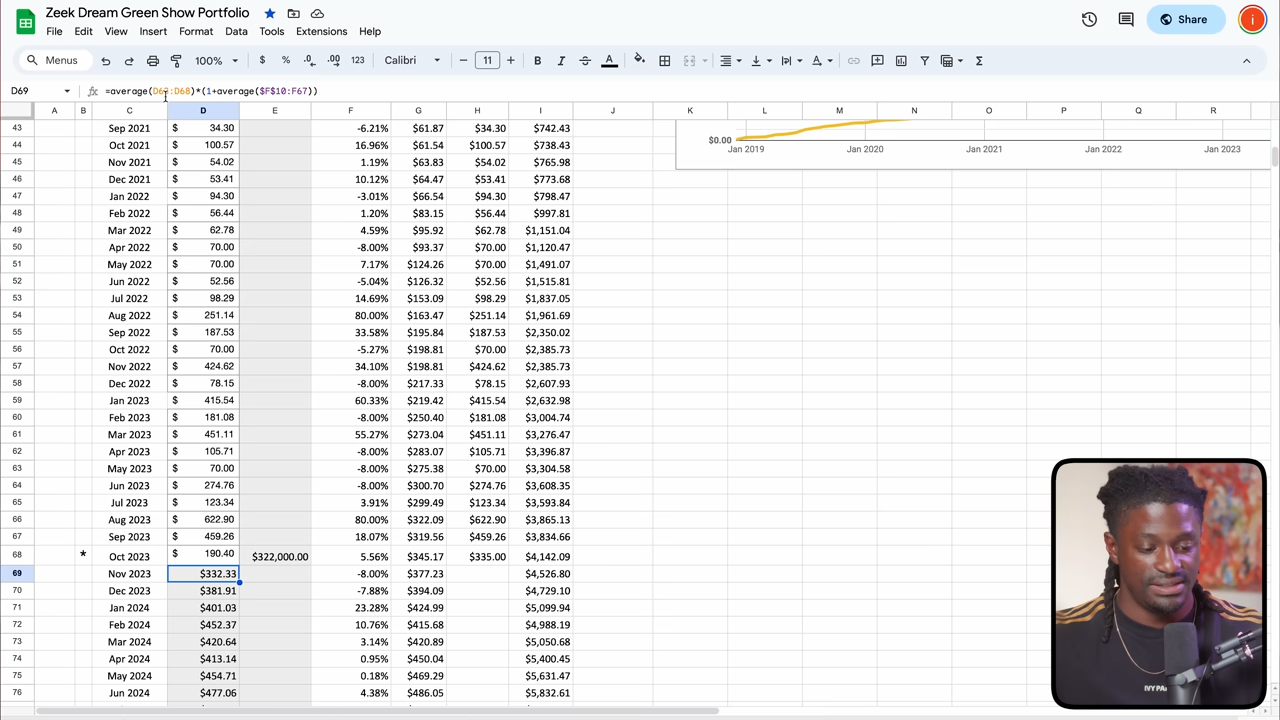 Zeek Dream Green Show Portfolio
File Edit View Insert Format Data Tools Extensions Help
Share
i
Menus 100% $ % .0 .00 123 Calibri 11 B I S A
D69 fx =average(D63:D68)*(1+average($F$10:F67))
A B C D E F G H I J K L M N O P Q R
43 Sep 2021 $ 34.30 -6.21% $61.87 $34.30 $742.43
44 Oct 2021 $ 100.57 16.96% $61.54 $100.57 $738.43
45 Nov 2021 $ 54.02 1.19% $63.83 $54.02 $765.98
46 Dec 2021 $ 53.41 10.12% $64.47 $53.41 $773.68
47 Jan 2022 $ 94.30 -3.01% $66.54 $94.30 $798.47
48 Feb 2022 $ 56.44 1.20% $83.15 $56.44 $997.81
49 Mar 2022 $ 62.78 4.59% $95.92 $62.78 $1,151.04
50 Apr 2022 $ 70.00 -8.00% $93.37 $70.00 $1,120.47
51 May 2022 $ 70.00 7.17% $124.26 $70.00 $1,491.07
52 Jun 2022 $ 52.56 -5.04% $126.32 $52.56 $1,515.81
53 Jul 2022 $ 98.29 14.69% $153.09 $98.29 $1,837.05
54 Aug 2022 $ 251.14 80.00% $163.47 $251.14 $1,961.69
55 Sep 2022 $ 187.53 33.58% $195.84 $187.53 $2,350.02
56 Oct 2022 $ 70.00 -5.27% $198.81 $70.00 $2,385.73
57 Nov 2022 $ 424.62 34.10% $198.81 $424.62 $2,385.73
58 Dec 2022 $ 78.15 -8.00% $217.33 $78.15 $2,607.93
59 Jan 2023 $ 415.54 60.33% $219.42 $415.54 $2,632.98
60 Feb 2023 $ 181.08 -8.00% $250.40 $181.08 $3,004.74
61 Mar 2023 $ 451.11 55.27% $273.04 $451.11 $3,276.47
62 Apr 2023 $ 105.71 -8.00% $283.07 $105.71 $3,396.87
63 May 2023 $ 70.00 -8.00% $275.38 $70.00 $3,304.58
64 Jun 2023 $ 274.76 -8.00% $300.70 $274.76 $3,608.35
65 Jul 2023 $ 123.34 3.91% $299.49 $123.34 $3,593.84
66 Aug 2023 $ 622.90 80.00% $322.09 $622.90 $3,865.13
67 Sep 2023 $ 459.26 18.07% $319.56 $459.26 $3,834.66
68 * Oct 2023 $ 190.40 $322,000.00 5.56% $345.17 $335.00 $4,142.09
69 Nov 2023 $332.33 -8.00% $377.23 $4,526.80
70 Dec 2023 $381.91 -7.88% $394.09 $4,729.10
71 Jan 2024 $401.03 23.28% $424.99 $5,099.94
72 Feb 2024 $452.37 10.76% $415.68 $4,988.19
73 Mar 2024 $420.64 3.14% $420.89 $5,050.68
74 Apr 2024 $413.14 0.95% $450.04 $5,400.45
75 May 2024 $454.71 0.18% $469.29 $5,631.47
76 Jun 2024 $477.06 4.38% $486.05 $5,832.61
$0.00
Jan 2019 Jan 2020 Jan 2021 Jan 2022 Jan 2023